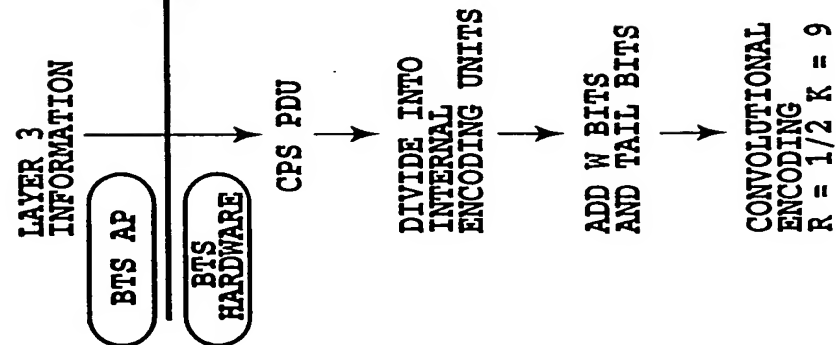 LAYER 3
INFORMATION
BTS AP
BTS
HARDWARE
CPS PDU
DIVIDE INTO
INTERNAL
ENCODING UNITS
ADD W BITS
AND TAIL BITS
CONVOLUTIONAL
ENCODING
R = 1/2 K = 9